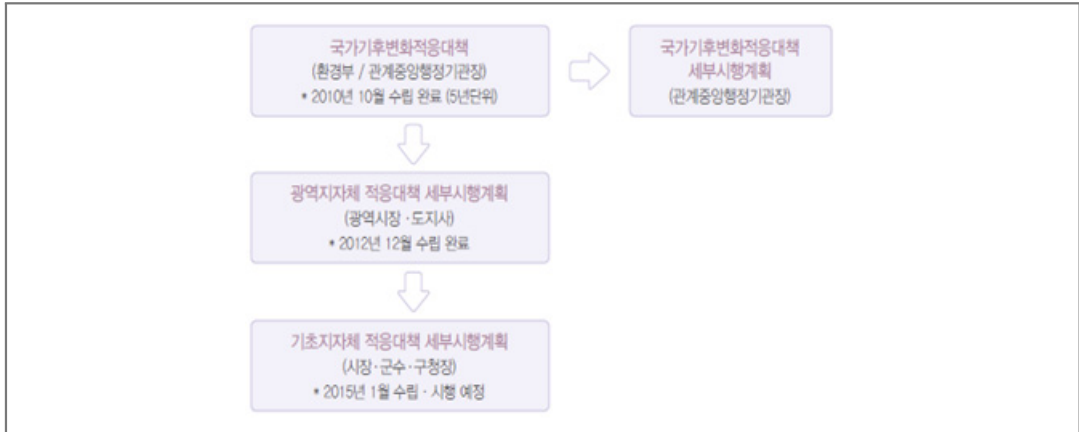 국가기후변화적응대책
(환경부 / 관계중앙행정기관장)
* 2010년 10월 수립 완료 (5년단위)
국가기후변화적응대책
세부시행계획
(관계중앙행정기관장)
광역지자체 적응대책 세부시행계획
(광역시장 · 도지사)
* 2012년 12월 수립 완료
기초지자체 적응대책 세부시행계획
(시장 · 군수 · 구청장)
* 2015년 1월 수립 · 시행 예정